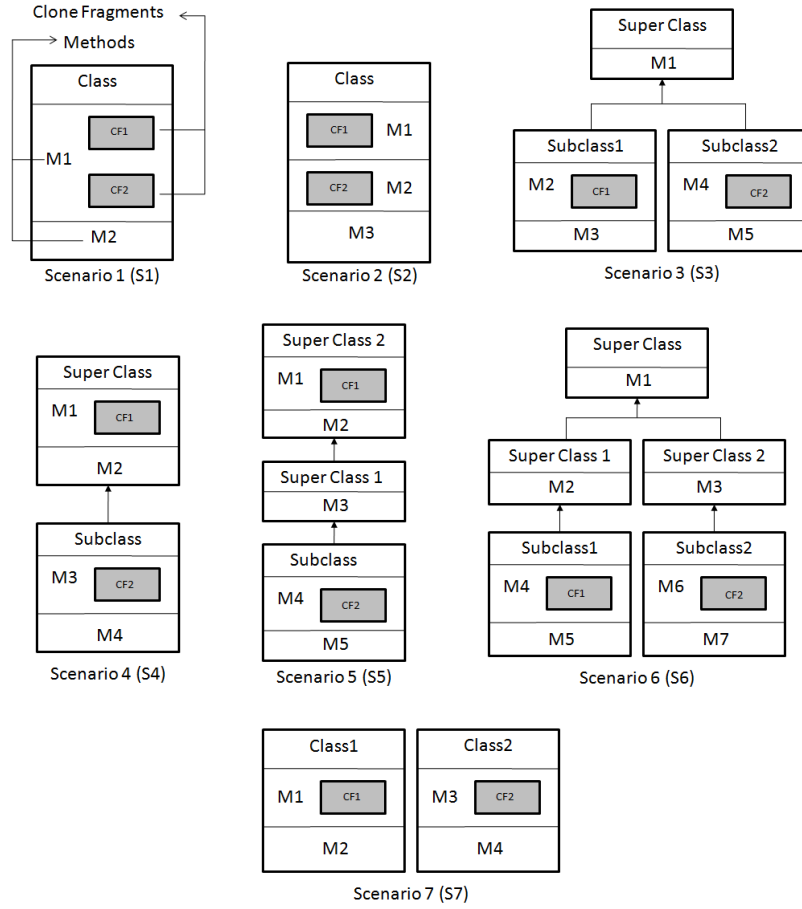 Clone Fragments
Methods
Class
CF1
M1
CF2
M2
Scenario 1 (S1)
Class
CF1
M1
CF2
M2
M3
Scenario 2 (S2)
Super Class
M1
Subclass1
M2
CF1
M3
Subclass2
M4
CF2
M5
Scenario 3 (S3)
Super Class
M1
CF1
M2
Subclass
M3
CF2
M4
Scenario 4 (S4)
Super Class 2
M1
CF1
M2
Super Class 1
M3
Subclass
M4
CF2
M5
Scenario 5 (S5)
Super Class
M1
Super Class 1
M2
Super Class 2
M3
Subclass1
M4
CF1
M5
Subclass2
M6
CF2
M7
Scenario 6 (S6)
Class1
M1
CF1
M2
Class2
M3
CF2
M4
Scenario 7 (S7)